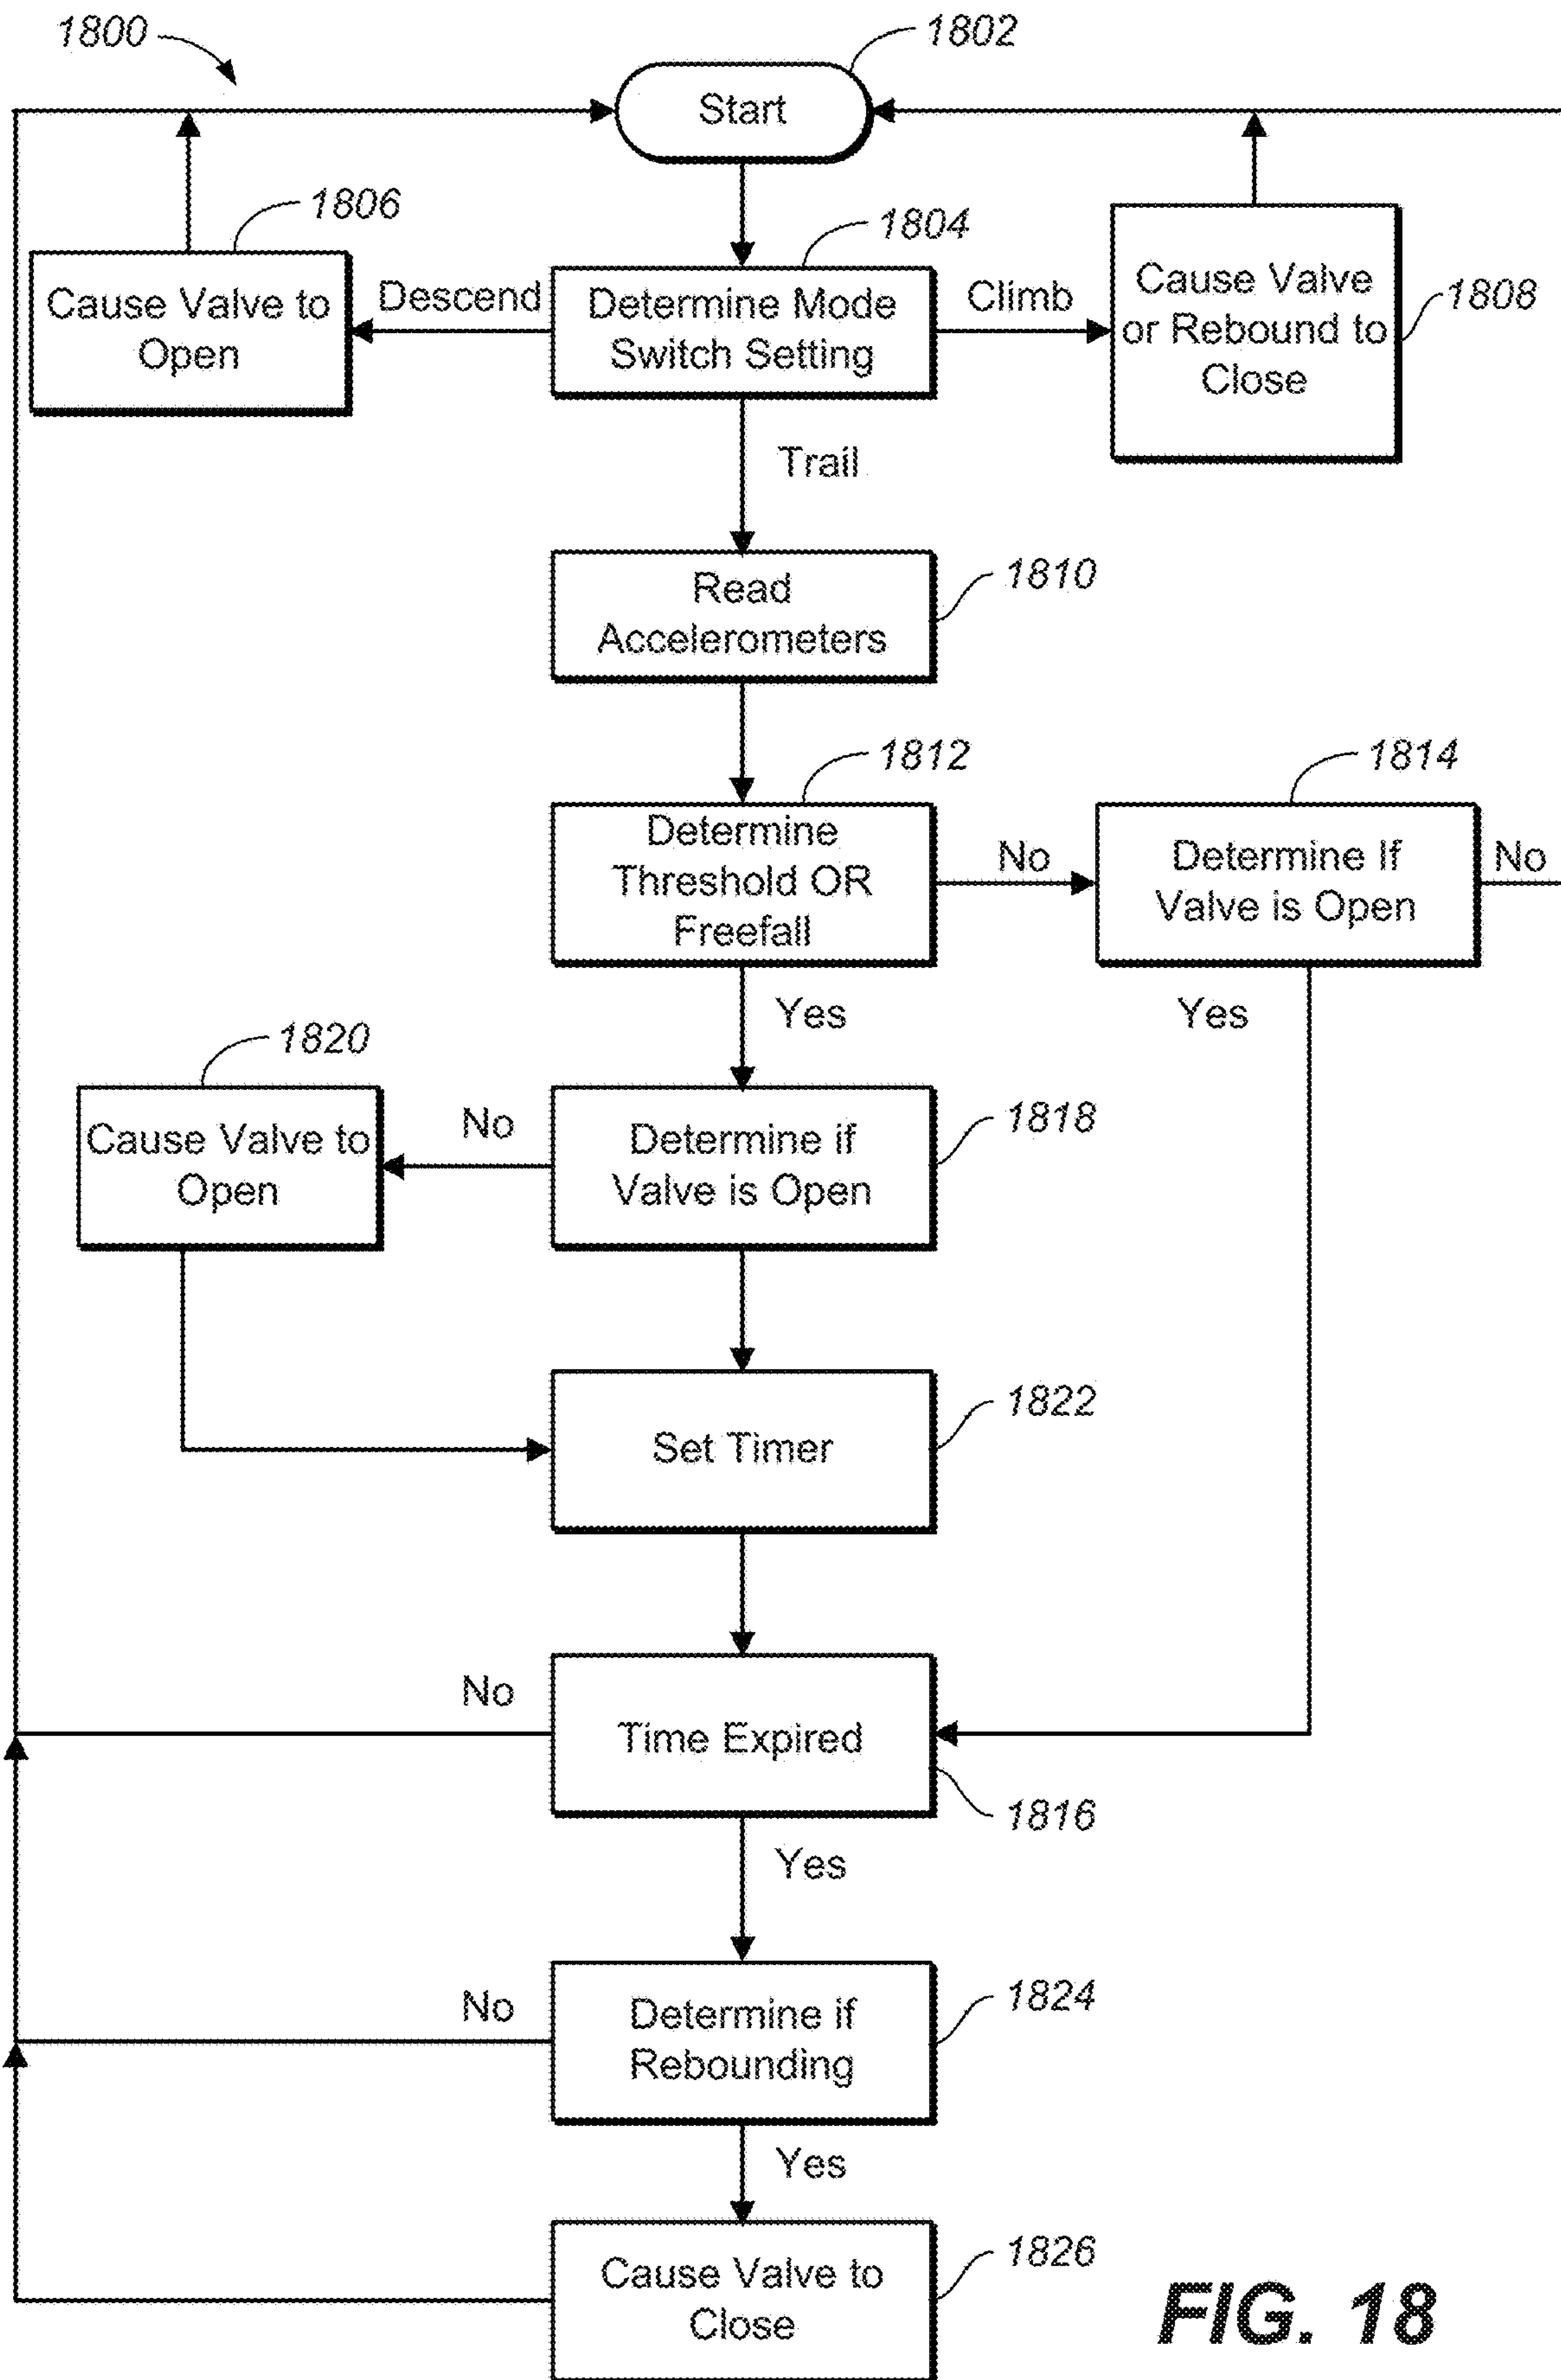 1800
1802
Start
1806
1804
Cause Valve to
Open
Descend
Determine Mode
Switch Setting
Climb
Cause Valve
or Rebound to
Close
1808
Trail
Read
Accelerometers
1810
1812
Determine
Threshold OR
Freefall
No
1814
Determine If
Valve is Open
No
Yes
Yes
1820
Cause Valve to
Open
No
Determine if
Valve is Open
1818
Set Timer
1822
No
Time Expired
1816
Yes
No
Determine if
Rebounding
1824
Yes
Cause Valve to
Close
1826
FIG. 18